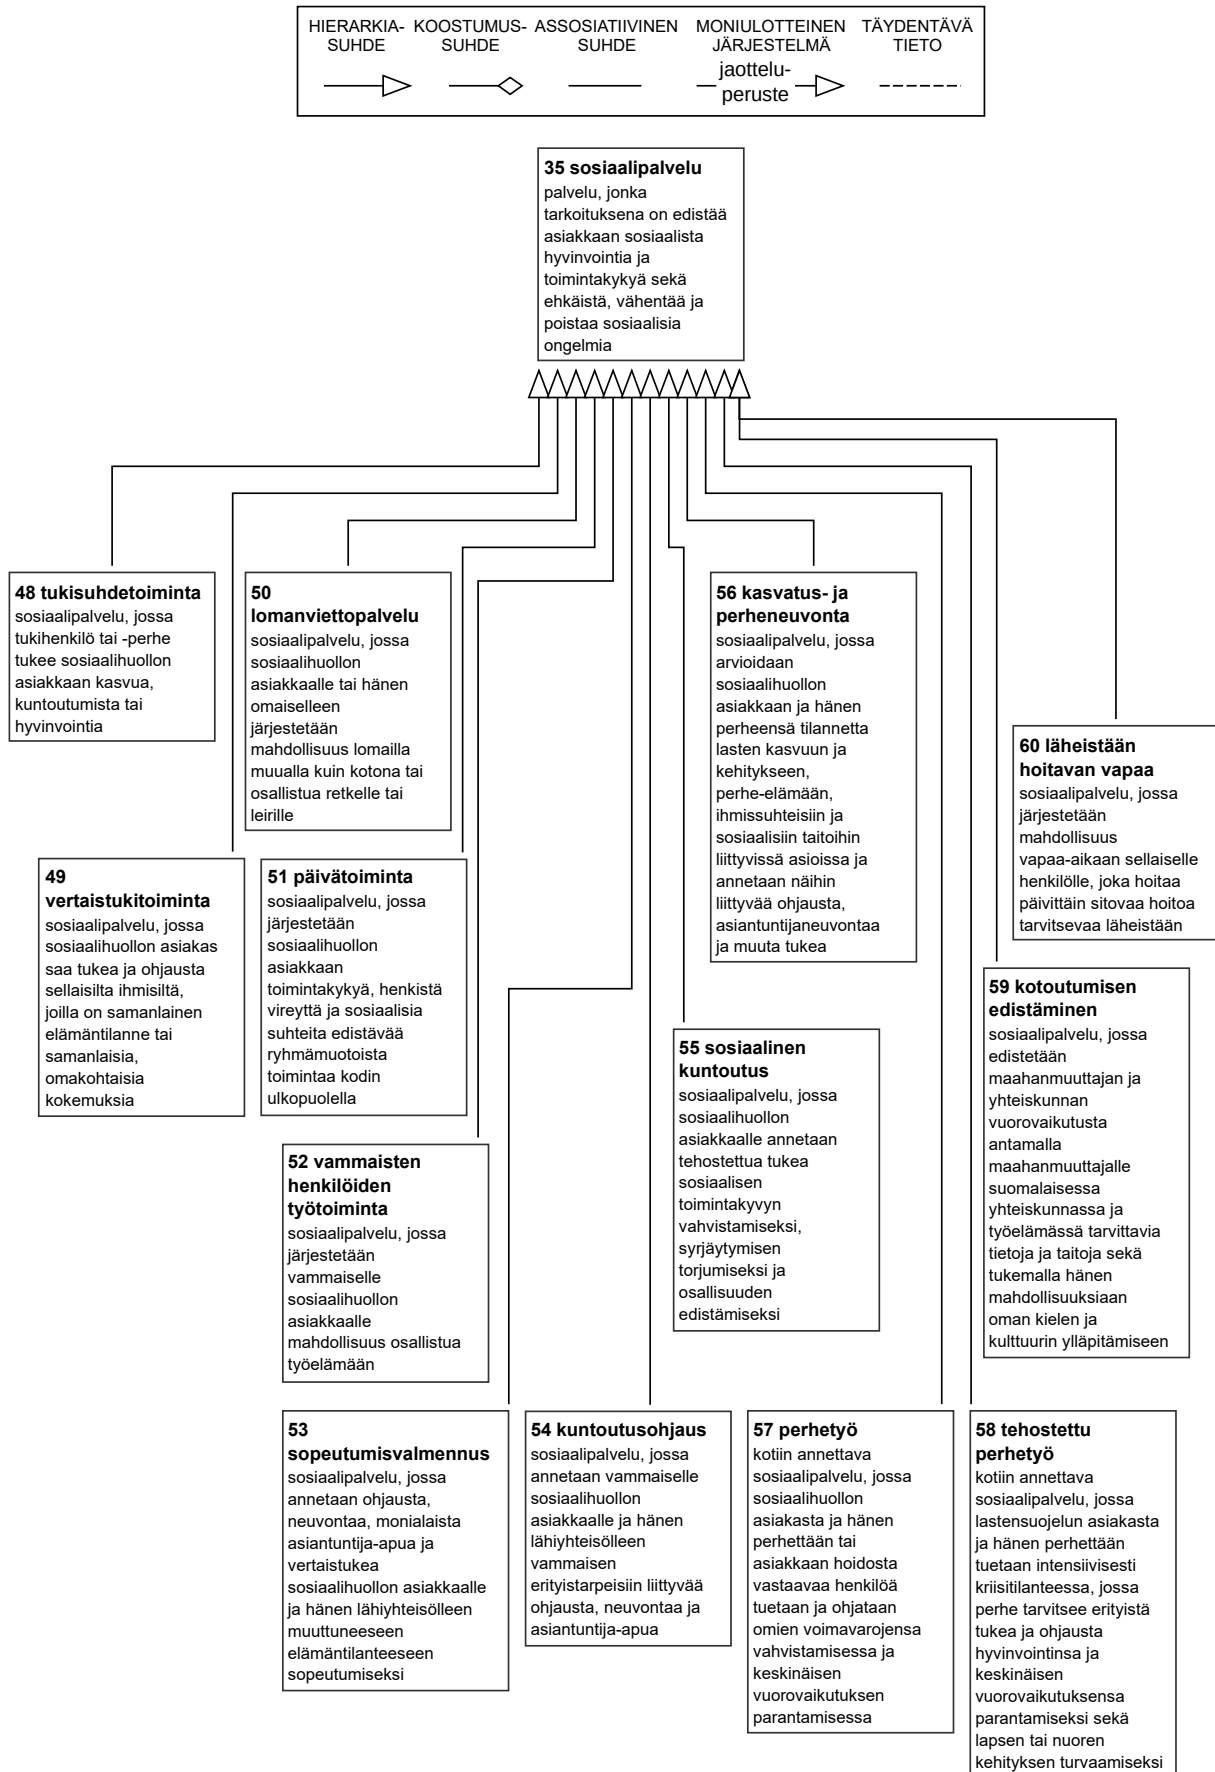 HIERARKIA-
SUHDE
KOOSTUMUS-
SUHDE
ASSOSIATIIVINEN
SUHDE
MONIULOTTEINEN
JÄRJESTELMÄ
jaottelu-
peruste
TÄYDENTÄVÄ
TIETO
35 sosiaalipalvelu
palvelu, jonka
tarkoituksena on edistää
asiakkaan sosiaalista
hyvinvointia ja
toimintakykyä sekä
ehkäistä, vähentää ja
poistaa sosiaalisia
ongelmia
48 tukisuhdetoiminta
sosiaalipalvelu, jossa
tukihenkilö tai -perhe
tukee sosiaalihuollon
asiakkaan kasvua,
kuntoutumista tai
hyvinvointia
50
lomanviettopalvelu
sosiaalipalvelu, jossa
sosiaalihuollon
asiakkaalle tai hänen
omaiselleen
järjestetään
mahdollisuus lomailla
muualla kuin kotona tai
osallistua retkelle tai
leirille
56 kasvatus- ja
perheneuvonta
sosiaalipalvelu, jossa
arvioidaan
sosiaalihuollon
asiakkaan ja hänen
perheensä tilannetta
lasten kasvuun ja
kehitykseen,
perhe-elämään,
ihmissuhteisiin ja
sosiaalisiin taitoihin
liittyvissä asioissa ja
annetaan näihin
liittyvää ohjausta,
asiantuntijaneuvontaa
ja muuta tukea
60 läheistään
hoitavan vapaa
sosiaalipalvelu, jossa
järjestetään
mahdollisuus
vapaa-aikaan sellaiselle
henkilölle, joka hoitaa
päivittäin sitovaa hoitoa
tarvitsevaa läheistään
49
vertaistukitoiminta
sosiaalipalvelu, jossa
sosiaalihuollon asiakas
saa tukea ja ohjausta
sellaisilta ihmisiltä,
joilla on samanlainen
elämäntilanne tai
samanlaisia,
omakohtaisia
kokemuksia
51 päivätoiminta
sosiaalipalvelu, jossa
järjestetään
sosiaalihuollon
asiakkaan
toimintakykyä, henkistä
vireyttä ja sosiaalisia
suhteita edistävää
ryhmämuotoista
toimintaa kodin
ulkopuolella
59 kotoutumisen
edistäminen
sosiaalipalvelu, jossa
edistetään
maahanmuuttajan ja
yhteiskunnan
vuorovaikutusta
antamalla
maahanmuuttajalle
suomalaisessa
yhteiskunnassa ja
työelämässä tarvittavia
tietoja ja taitoja sekä
tukemalla hänen
mahdollisuuksiaan
oman kielen ja
kulttuurin ylläpitämiseen
55 sosiaalinen
kuntoutus
sosiaalipalvelu, jossa
sosiaalihuollon
asiakkaalle annetaan
tehostettua tukea
sosiaalisen
toimintakyvyn
vahvistamiseksi,
syrjäytymisen
torjumiseksi ja
osallisuuden
edistämiseksi
52 vammaisten
henkilöiden
työtoiminta
sosiaalipalvelu, jossa
järjestetään
vammaiselle
sosiaalihuollon
asiakkaalle
mahdollisuus osallistua
työelämään
53
sopeutumisvalmennus
sosiaalipalvelu, jossa
annetaan ohjausta,
neuvontaa, monialaista
asiantuntija-apua ja
vertaistukea
sosiaalihuollon asiakkaalle
ja hänen lähiyhteisölleen
muuttuneeseen
elämäntilanteeseen
sopeutumiseksi
54 kuntoutusohjaus
sosiaalipalvelu, jossa
annetaan vammaiselle
sosiaalihuollon
asiakkaalle ja hänen
lähiyhteisölleen
vammaisen
erityistarpeisiin liittyvää
ohjausta, neuvontaa ja
asiantuntija-apua
57 perhetyö
kotiin annettava
sosiaalipalvelu, jossa
sosiaalihuollon
asiakasta ja hänen
perhettään tai
asiakkaan hoidosta
vastaavaa henkilöä
tuetaan ja ohjataan
omien voimavarojensa
vahvistamisessa ja
keskinäisen
vuorovaikutuksen
parantamisessa
58 tehostettu
perhetyö
kotiin annettava
sosiaalipalvelu, jossa
lastensuojelun asiakasta
ja hänen perhettään
tuetaan intensiivisesti
kriisitilanteessa, jossa
perhe tarvitsee erityistä
tukea ja ohjausta
hyvinvointinsa ja
keskinäisen
vuorovaikutuksensa
parantamiseksi sekä
lapsen tai nuoren
kehityksen turvaamiseksi